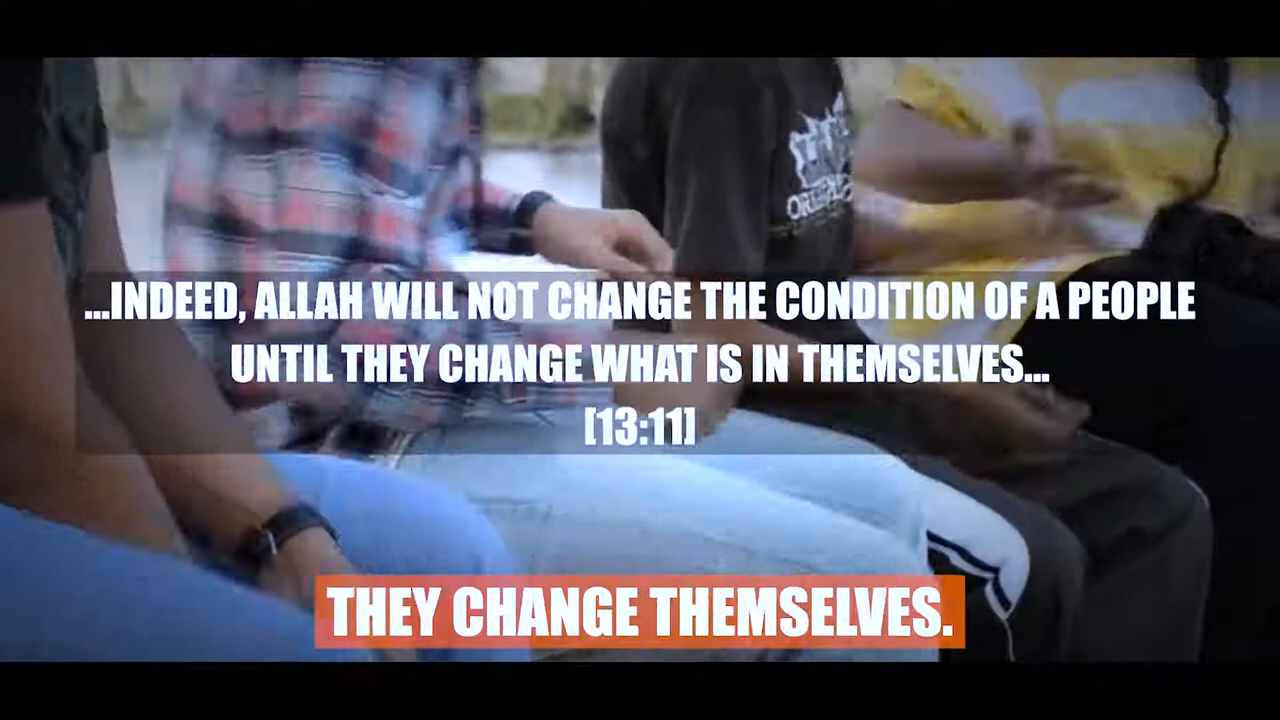 ...INDEED, ALLAH WILL NOT CHANGE THE CONDITION OF A PEOPLE
UNTIL THEY CHANGE WHAT IS IN THEMSELVES...
[13:11]
THEY CHANGE THEMSELVES.